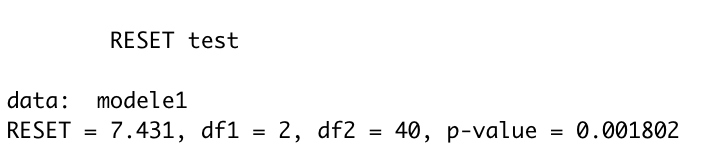 RESET test
data:  modele1
RESET = 7.431, df1 = 2, df2 = 40, p-value = 0.001802